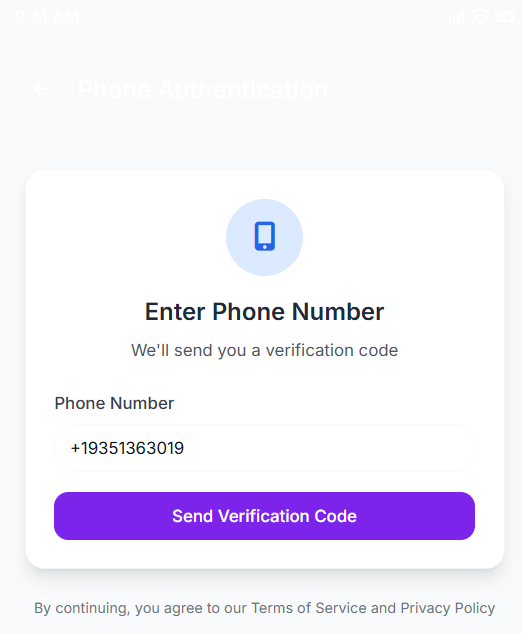 9:41 AM
Phone Authentication
Enter Phone Number
We'll send you a verification code
Phone Number
+19351363019
Send Verification Code
By continuing, you agree to our Terms of Service and Privacy Policy